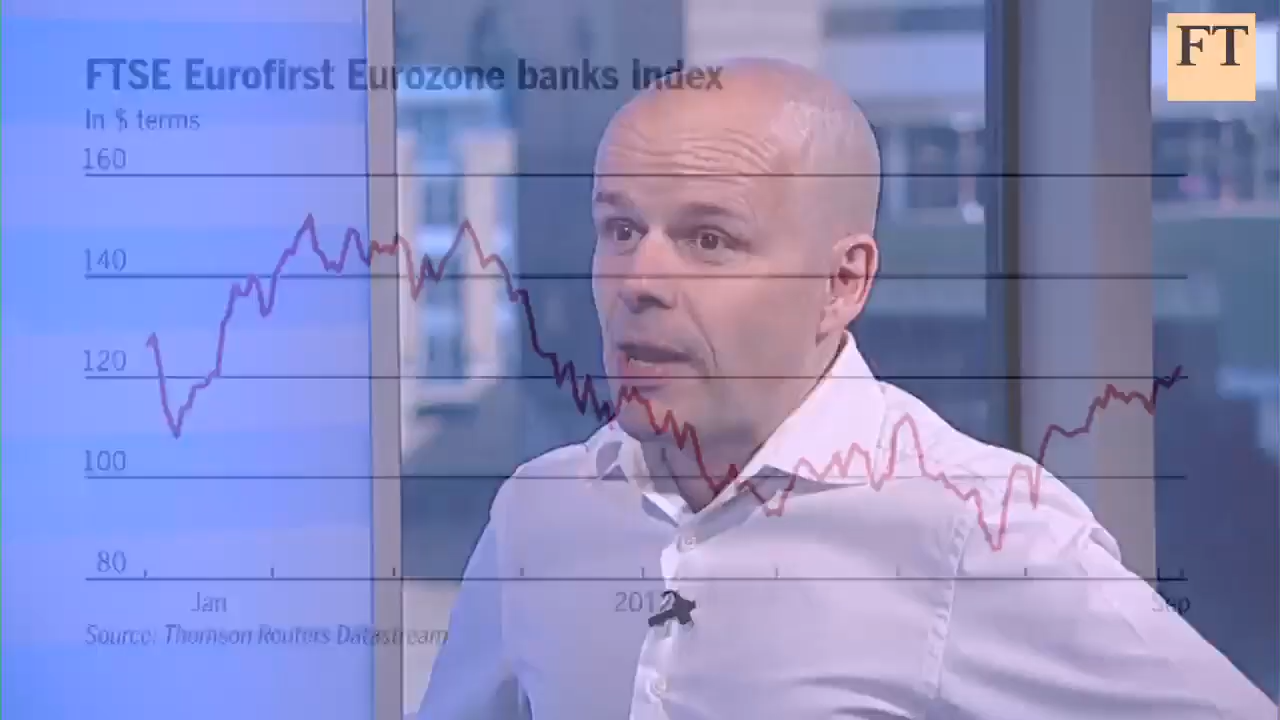 FT
FTSE Eurofirst Eurozone banks index
In $ terms
160
140
120
100
80
Jan 2012 Sep
Source: Thomson Reuters Datastream